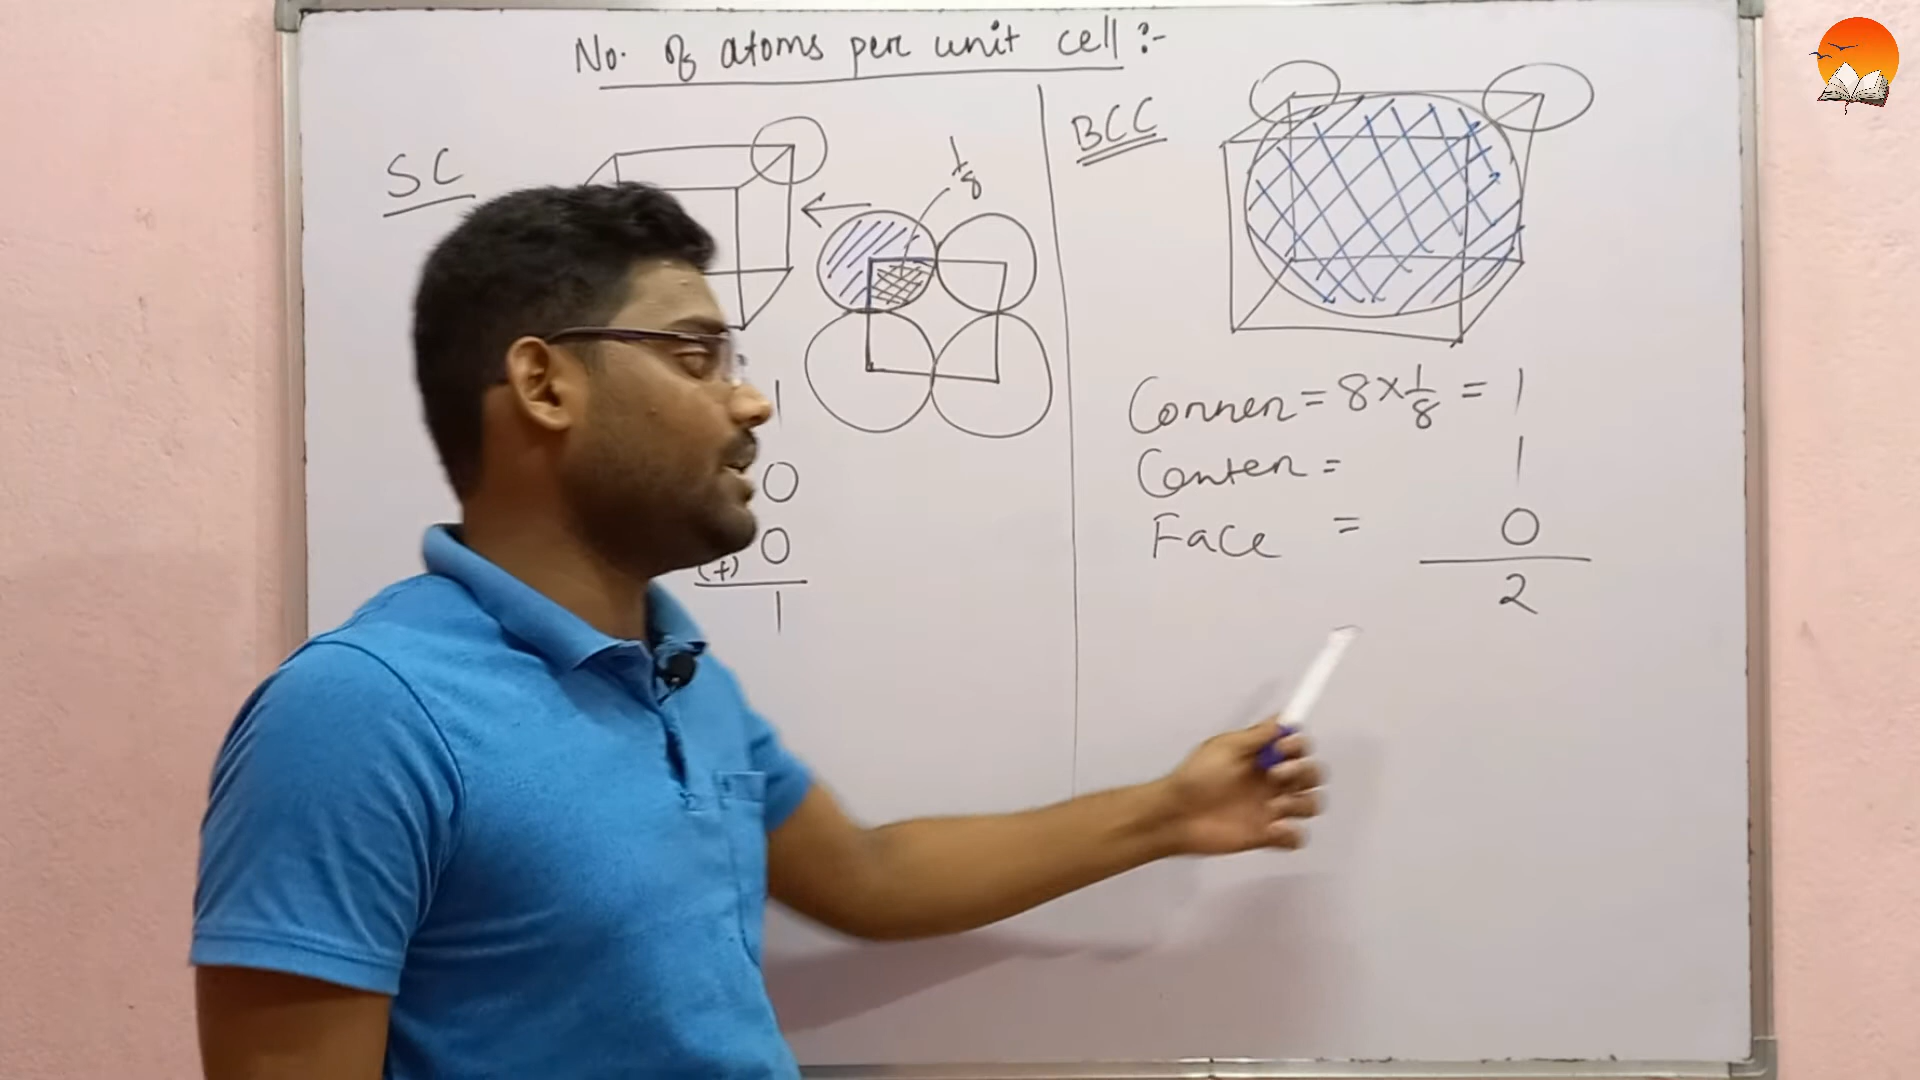 No. of atoms per unit cell :-
SC
1/8
1
0
(+) 0
1
BCC
Corner = 8 × 1/8 = 1
Center = 1
Face = 0
2